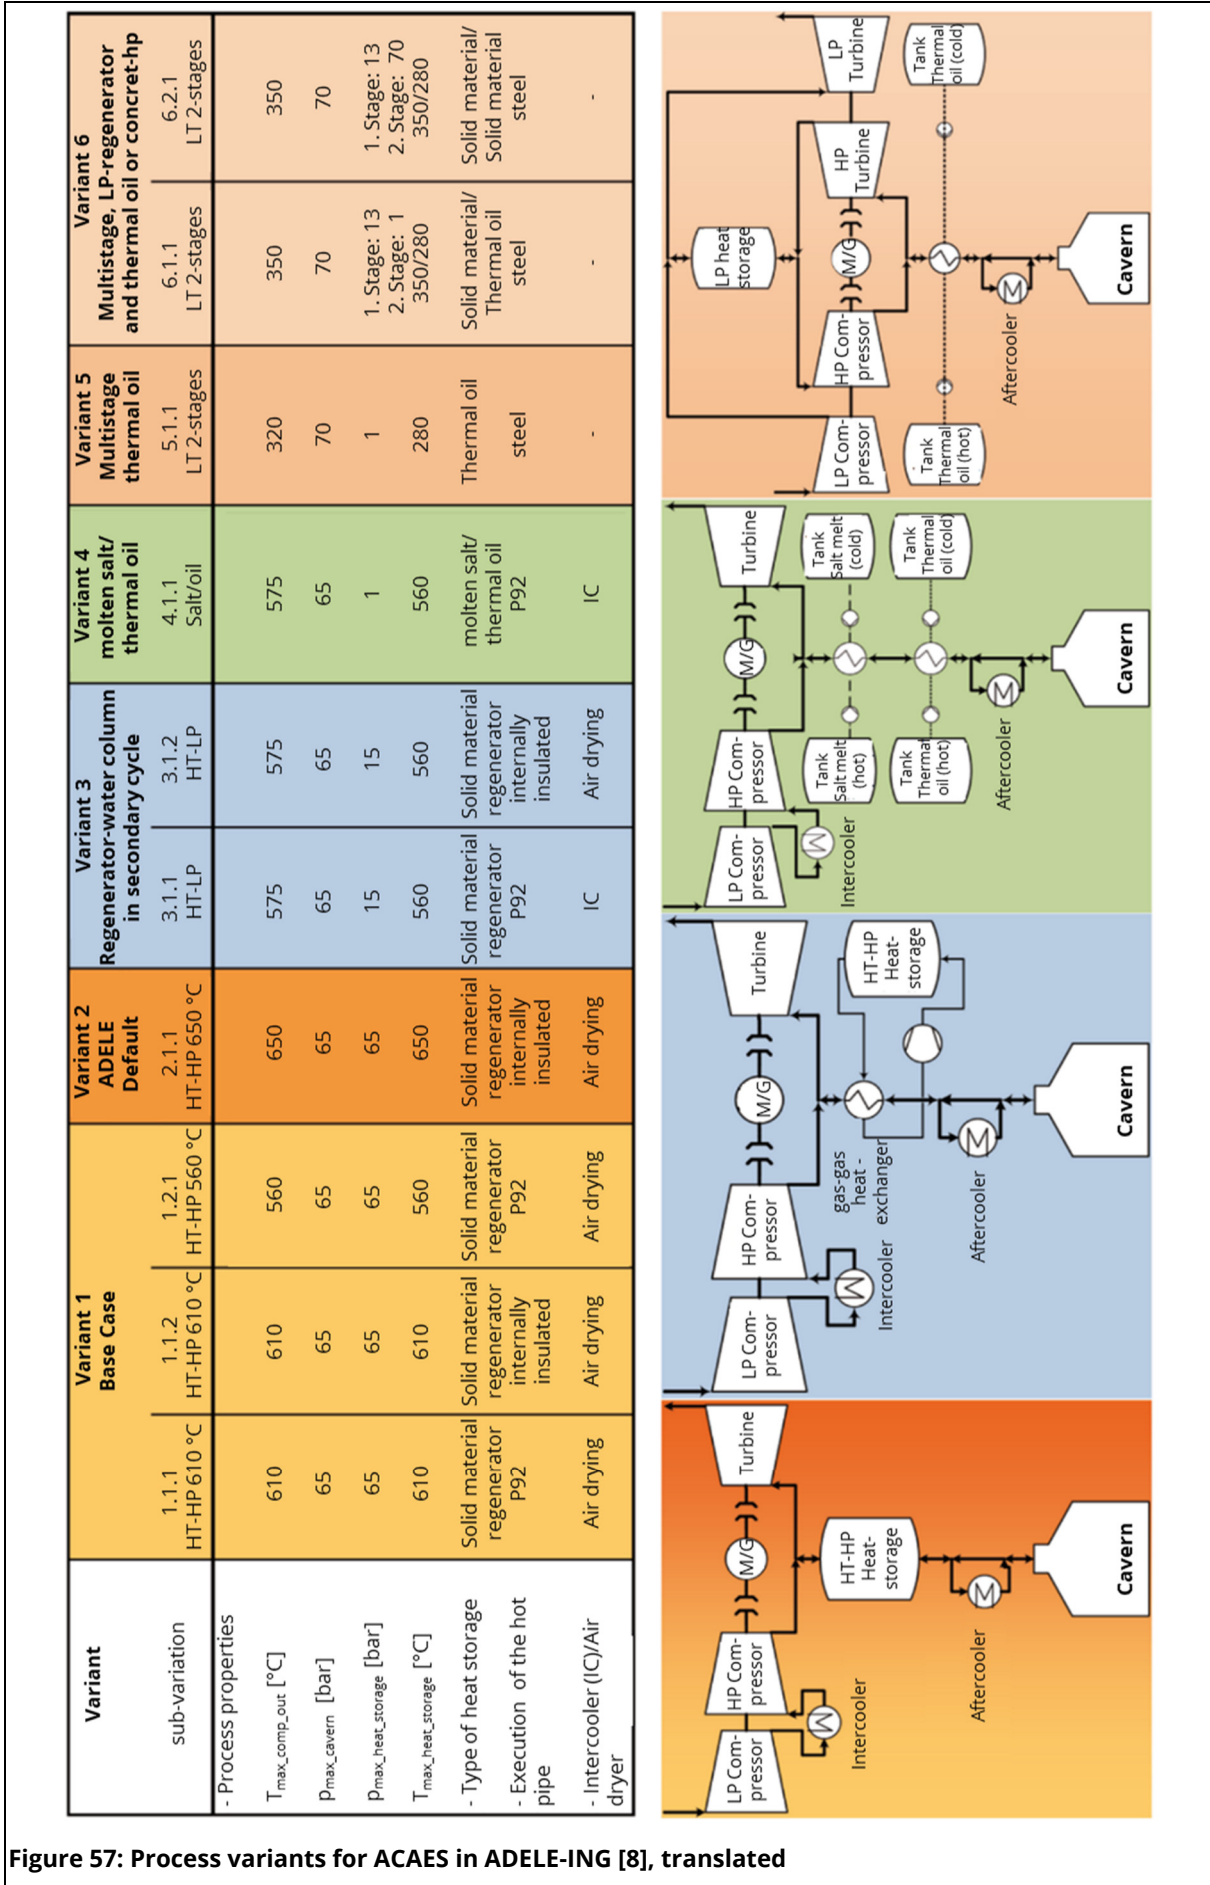 Variant
Variant 1
Base Case
Variant 2
ADELE
Default
Variant 3
Regenerator-water column
in secondary cycle
Variant 4
molten salt/
thermal oil
Variant 5
Multistage
thermal oil
Variant 6
Multistage, LP-regenerator
and thermal oil or concret-hp
sub-variation
1.1.1
HT-HP 610 °C
1.1.2
HT-HP 610 °C
1.2.1
HT-HP 560 °C
2.1.1
HT-HP 650 °C
3.1.1
HT-LP
3.1.2
HT-LP
4.1.1
Salt/oil
5.1.1
LT 2-stages
6.1.1
LT 2-stages
6.2.1
LT 2-stages
- Process properties
Tmax_comp_out [°C] 610 610 560 650 575 575 575 320 350 350
pmax_cavern [bar] 65 65 65 65 65 65 65 70 70 70
pmax_heat_storage [bar] 65 65 65 65 15 15 1 1
1. Stage: 13
2. Stage: 1
1. Stage: 13
2. Stage: 70
Tmax_heat_storage [°C] 610 610 560 650 560 560 560 280 350/280 350/280
- Type of heat storage
- Execution of the hot
pipe
Solid material
regenerator
P92
Solid material
regenerator
internally
insulated
Solid material
regenerator
P92
Solid material
regenerator
internally
insulated
Solid material
regenerator
P92
Solid material
regenerator
internally
insulated
molten salt/
thermal oil
P92
Thermal oil
steel
Solid material/
Thermal oil
steel
Solid material/
Solid material
steel
- Intercooler (IC)/Air
dryer
Air drying Air drying Air drying Air drying IC Air drying IC - - -
LP Com-
pressor
HP Com-
pressor
M/G
Turbine
Intercooler
HT-HP
Heat-
storage
Aftercooler
Cavern
LP Com-
pressor
HP Com-
pressor
M/G
Turbine
Intercooler
gas-gas
heat -
exchanger
HT-HP
Heat-
storage
Aftercooler
Cavern
LP Com-
pressor
HP Com-
pressor
M/G
Turbine
Intercooler
Tank
Salt melt
(hot)
Tank
Salt melt
(cold)
Tank
Thermal
oil (hot)
Tank
Thermal
oil (cold)
Aftercooler
Cavern
LP heat
storage
LP Com-
pressor
HP Com-
pressor
M/G
HP
Turbine
LP
Turbine
Tank
Thermal
oil (hot)
Tank
Thermal
oil (cold)
Aftercooler
Cavern
Figure 57: Process variants for ACAES in ADELE-ING [8], translated